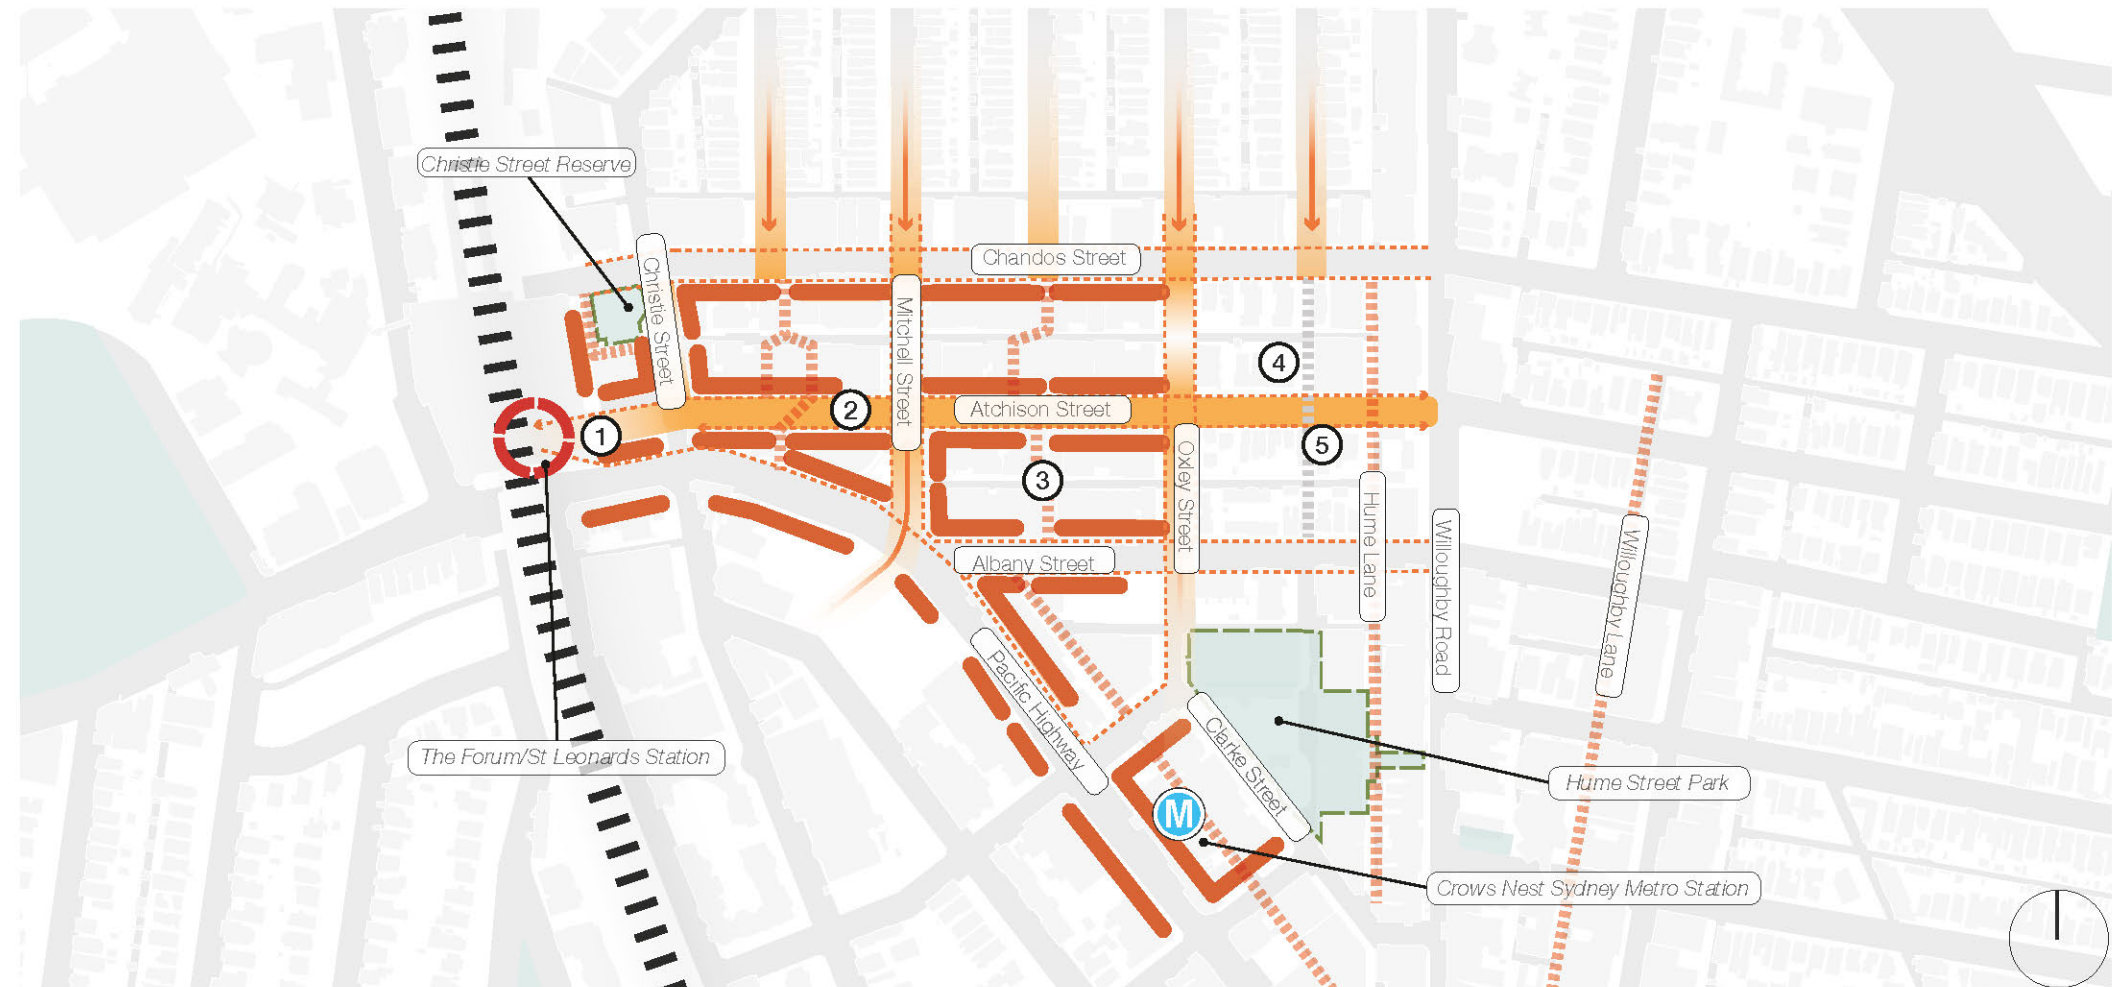 Christie Street Reserve
Chandos Street
Christie Street
Mitchell Street
4
2
Atchison Street
1
5
Oxley Street
3
Hume Lane
Willoughby Road
Willoughby Lane
Albany Street
Pacific Highway
Clarke Street
The Forum/St Leonards Station
Hume Street Park
M
Crows Nest Sydney Metro Station